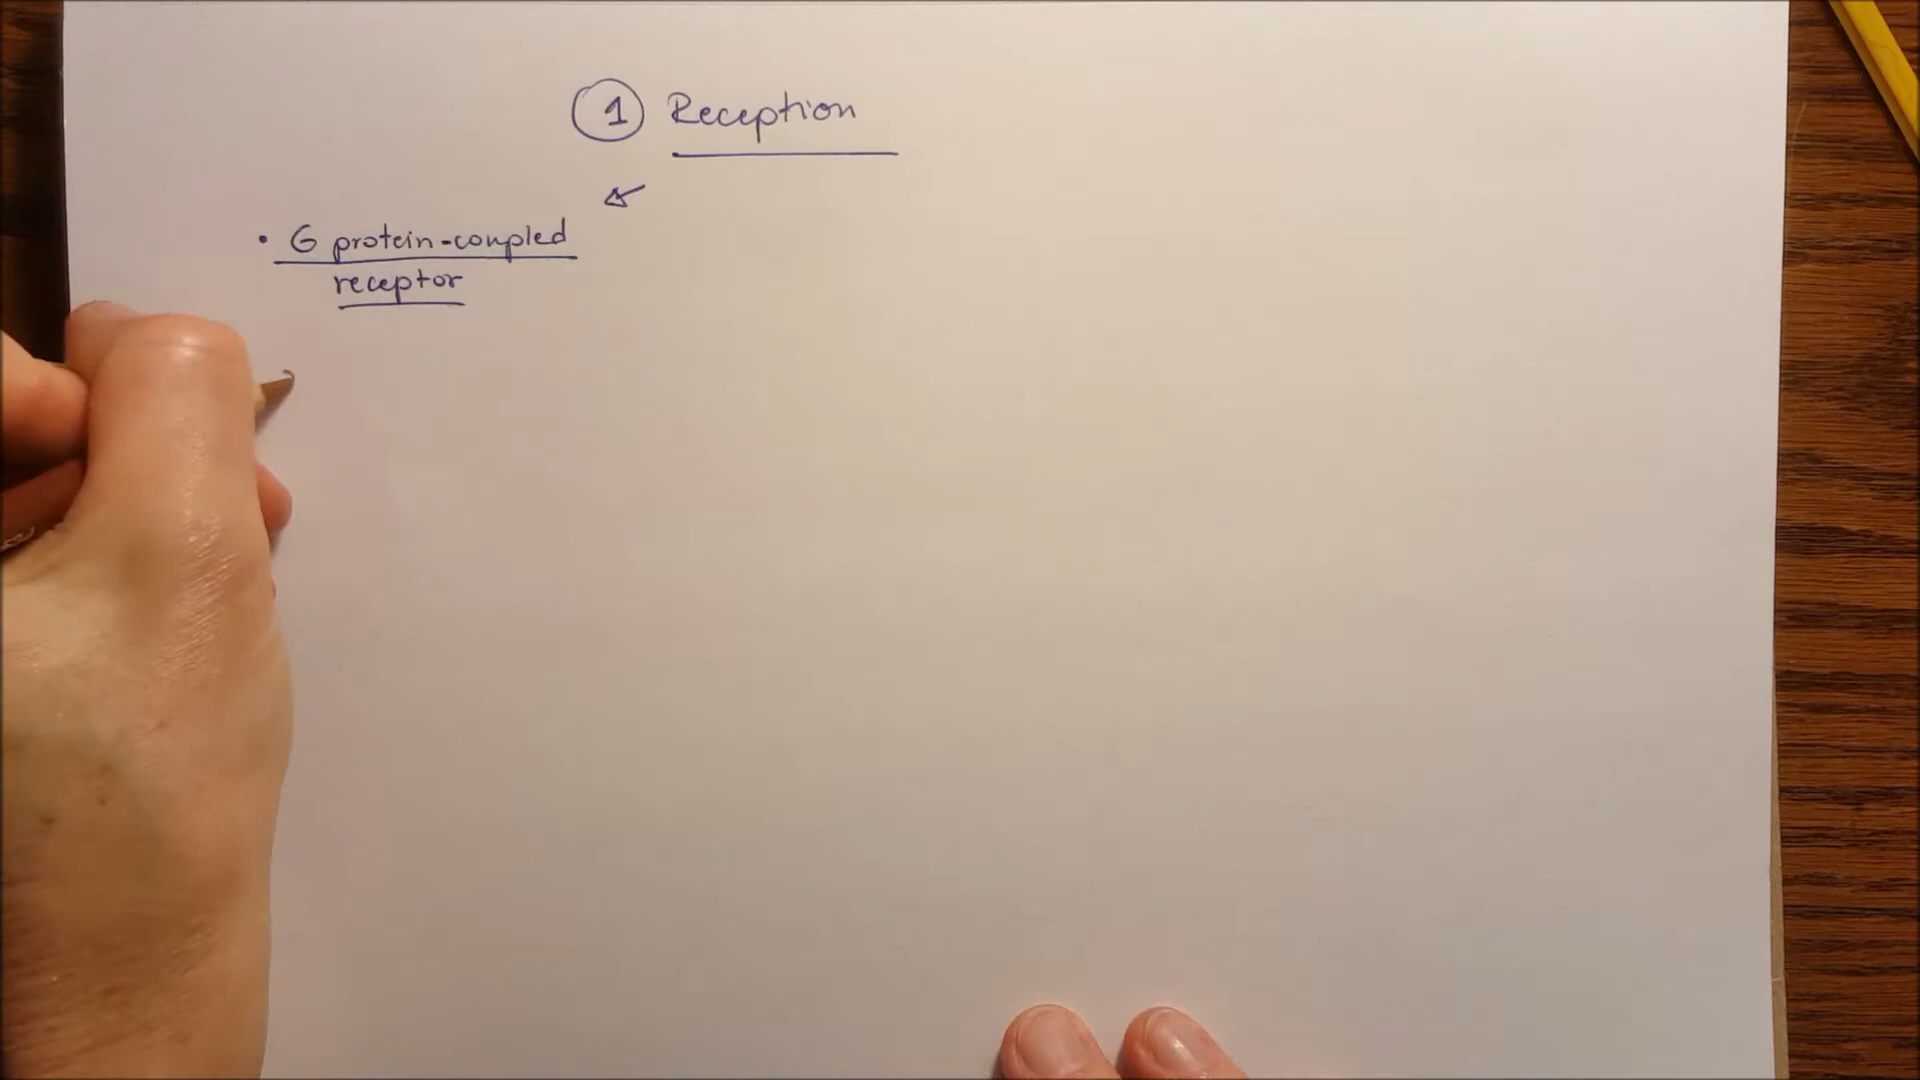 1 Reception
• G protein-coupled
receptor